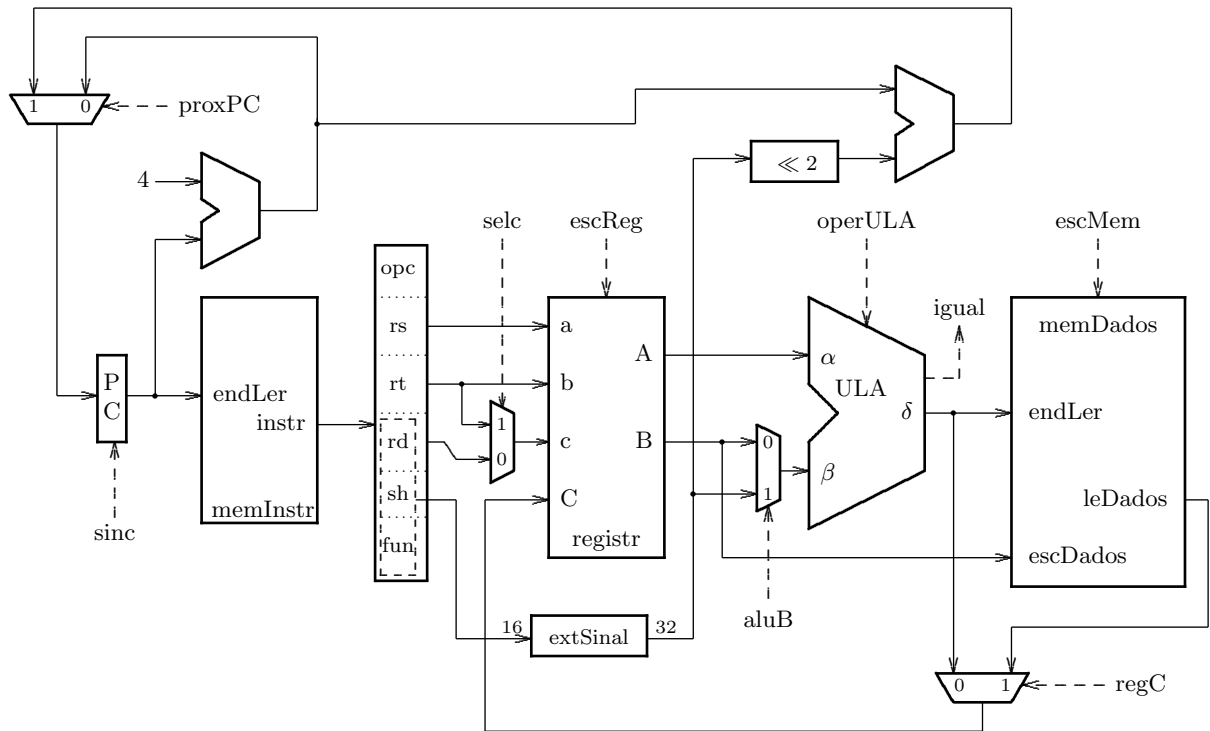 1 0
proxPC
4
≪ 2
selc
escReg
operULA
escMem
opc
igual
memDados
rs
a
A
α
rt
b
ULA
P
C
endLer
instr
δ
endLer
1
0
rd
c
B
0
1
β
sh
C
leDados
memInstr
sinc
fun
registr
escDados
aluB
16
extSinal
32
0 1
regC